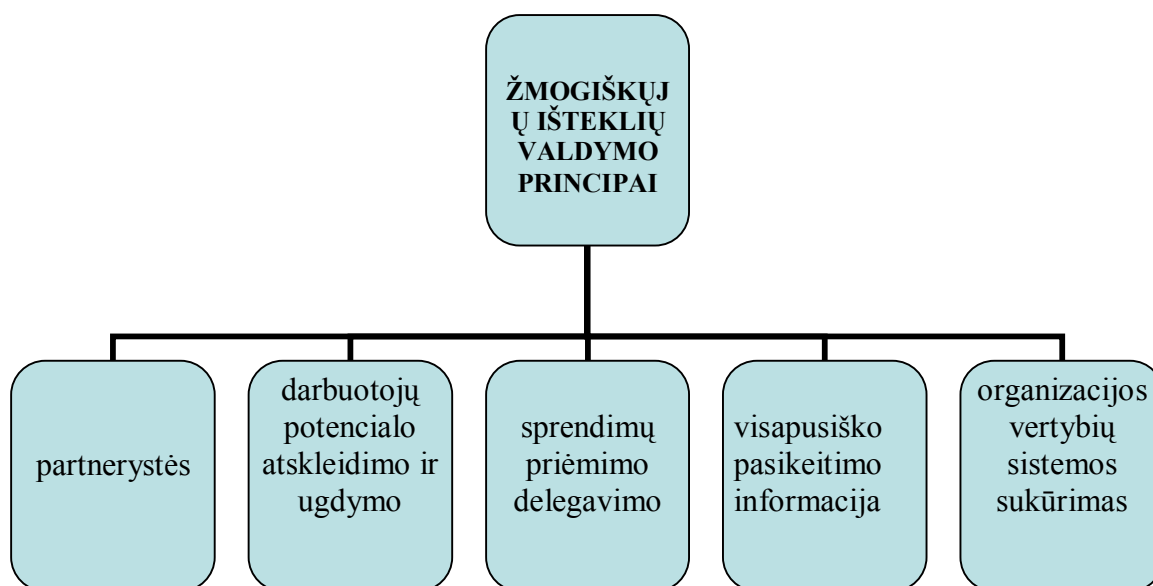 ŽMOGIŠKŲJ
Ų IŠTEKLIŲ
VALDYMO
PRINCIPAI
partnerystės
darbuotojų
potencialo
atskleidimo ir
ugdymo
sprendimų
priėmimo
delegavimo
visapusiško
pasikeitimo
informacija
organizacijos
vertybių
sistemos
sukūrimas